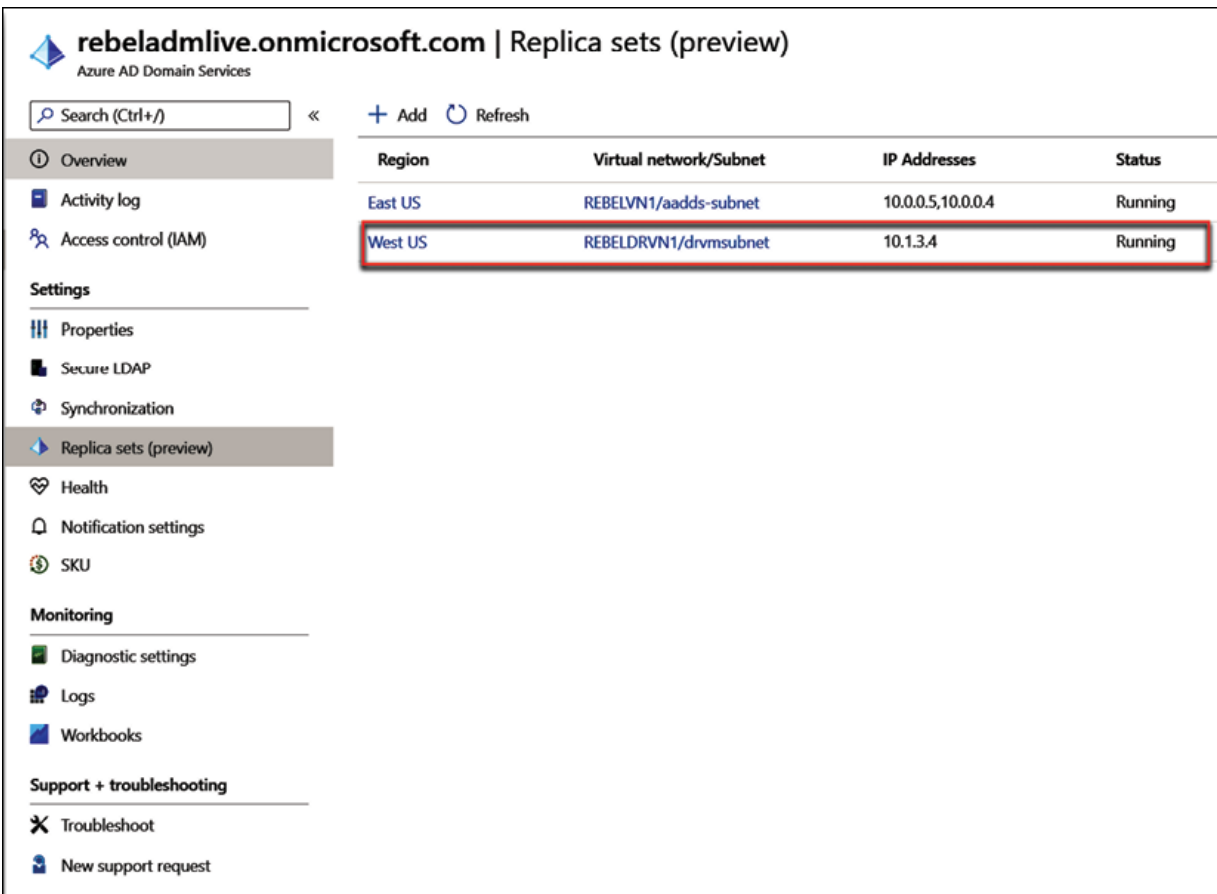 rebeladmlive.onmicrosoft.com | Replica sets (preview)
Azure AD Domain Services
Search (Ctrl+/)
«
Add
Refresh
Overview
Activity log
Access control (IAM)
Settings
Properties
Secure LDAP
Synchronization
Replica sets (preview)
Health
Notification settings
SKU
Monitoring
Diagnostic settings
Logs
Workbooks
Support + troubleshooting
Troubleshoot
New support request
Region Virtual network/Subnet IP Addresses Status
East US REBELVN1/aadds-subnet 10.0.0.5,10.0.0.4 Running
West US REBELDRVN1/drvmsubnet 10.1.3.4 Running